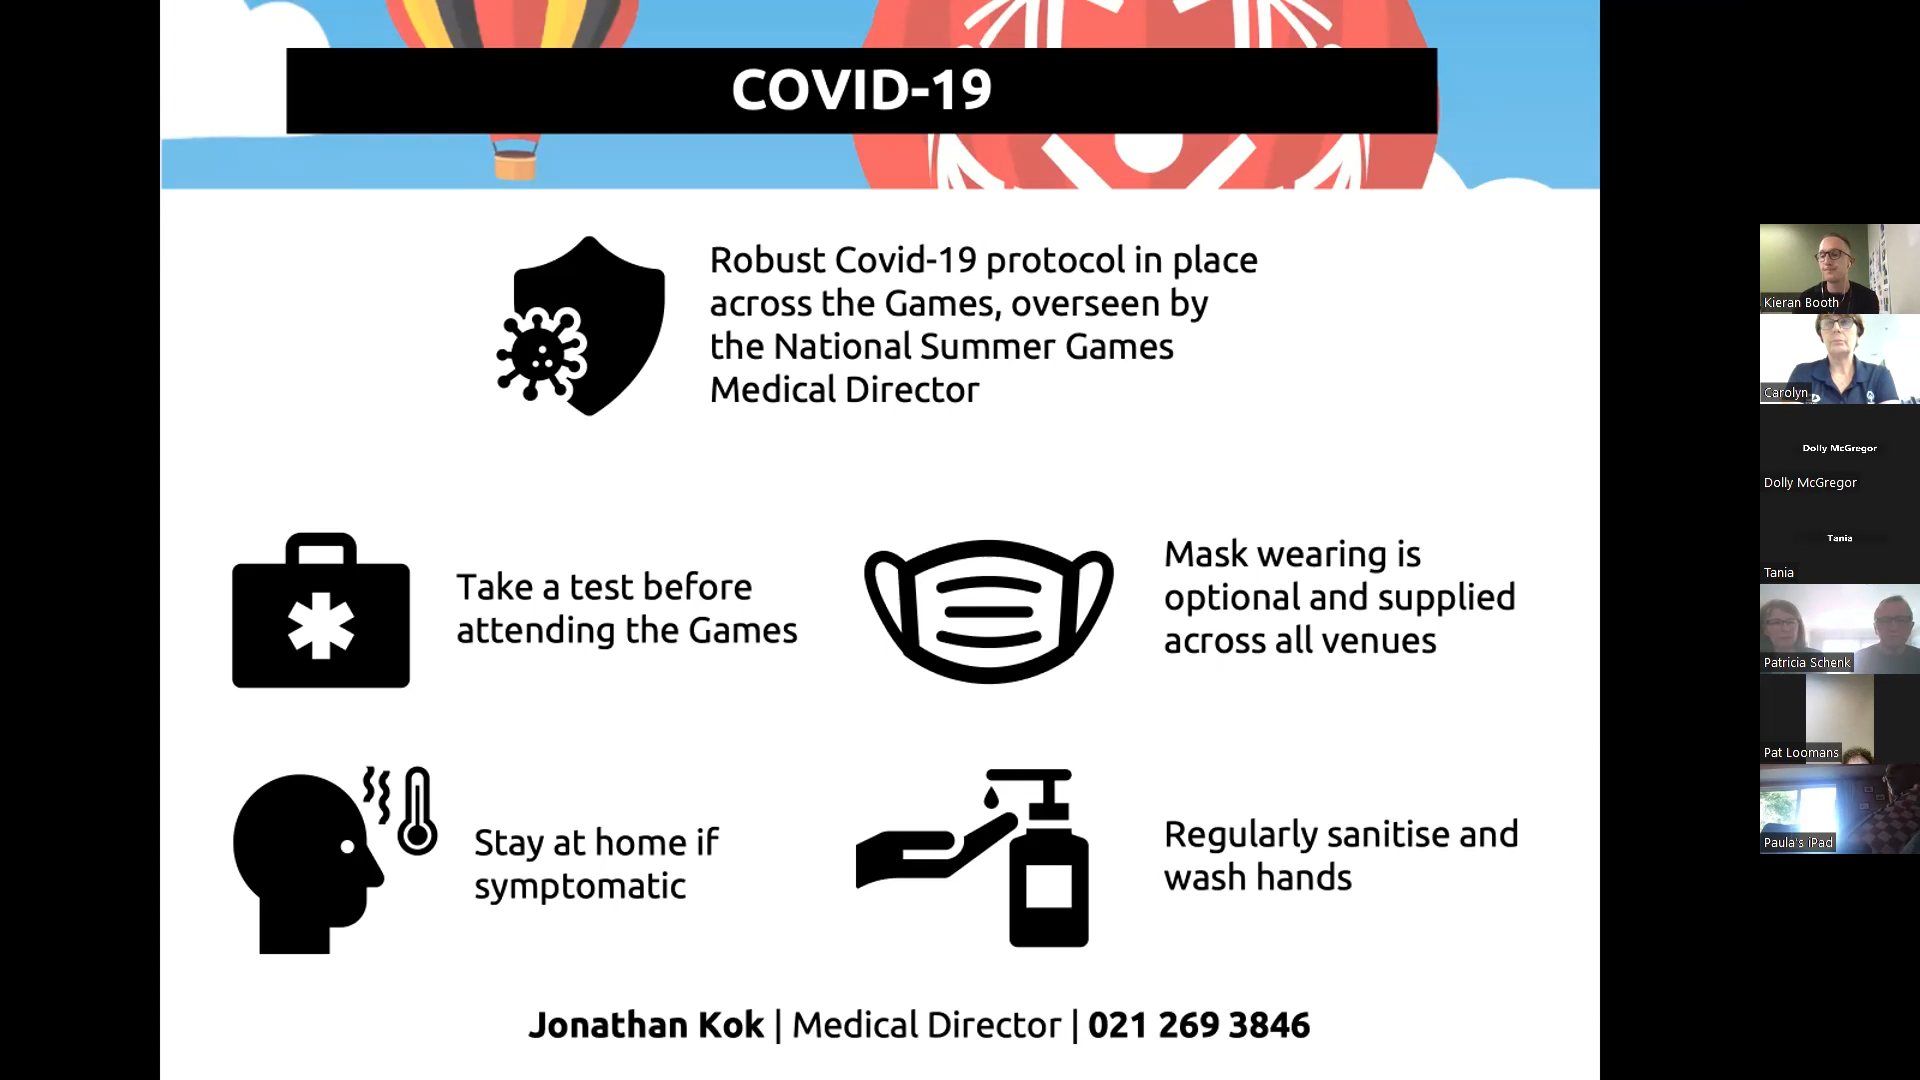 COVID-19
Robust Covid-19 protocol in place
across the Games, overseen by
the National Summer Games
Medical Director
Take a test before
attending the Games
Mask wearing is
optional and supplied
across all venues
Stay at home if
symptomatic
Regularly sanitise and
wash hands
Jonathan Kok | Medical Director | 021 269 3846
Kieran Booth
Carolyn
Dolly McGregor
Dolly McGregor
Tania
Tania
Patricia Schenk
Pat Loomans
Paula's iPad